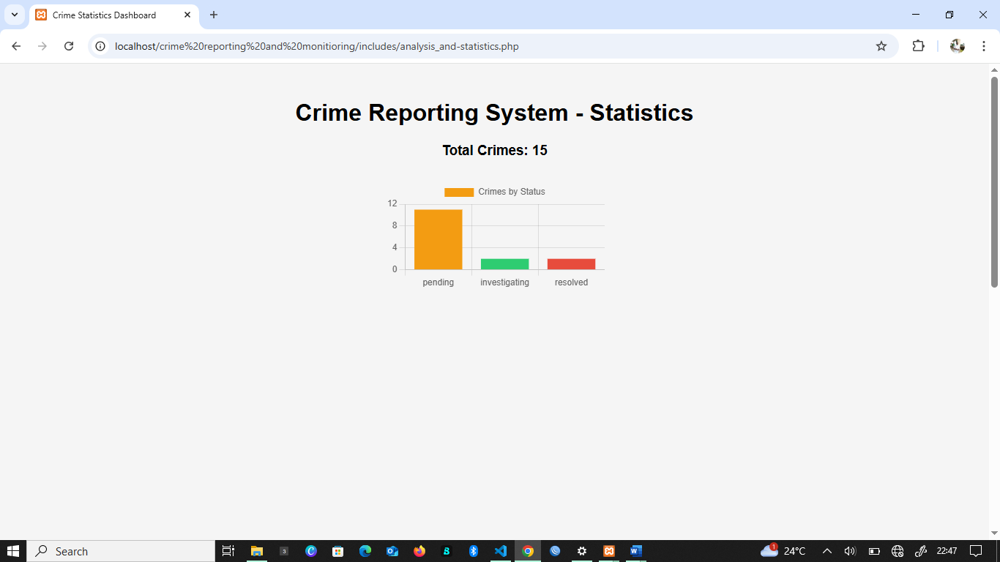 Crime Statistics Dashboard
localhost/crime%20reporting%20and%20monitioring/includes/analysis_and-statistics.php
Crime Reporting System - Statistics
Total Crimes: 15
Crimes by Status
12
8
4
0
pending investigating resolved
Search
3
1
24°C
22:47